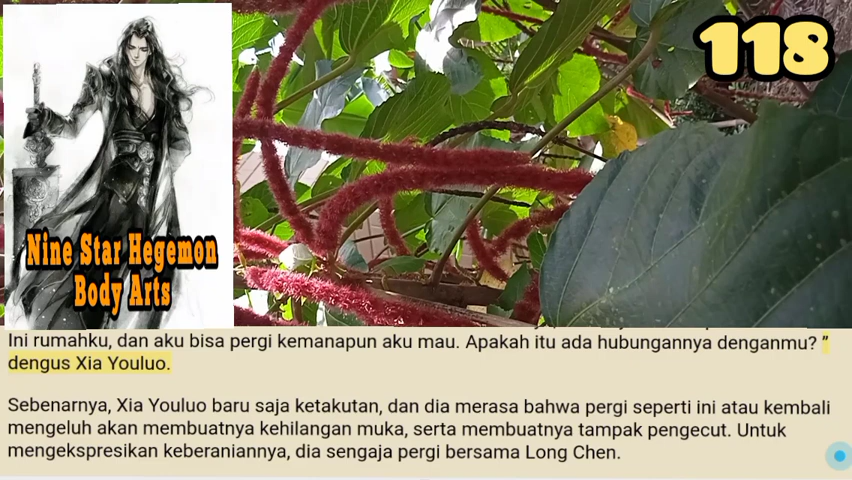 118
Nine Star Hegemon
Body Arts
Ini rumahku, dan aku bisa pergi kemanapun aku mau. Apakah itu ada hubungannya denganmu? ”
dengus Xia Youluo.
Sebenarnya, Xia Youluo baru saja ketakutan, dan dia merasa bahwa pergi seperti ini atau kembali
mengeluh akan membuatnya kehilangan muka, serta membuatnya tampak pengecut. Untuk
mengekspresikan keberaniannya, dia sengaja pergi bersama Long Chen.